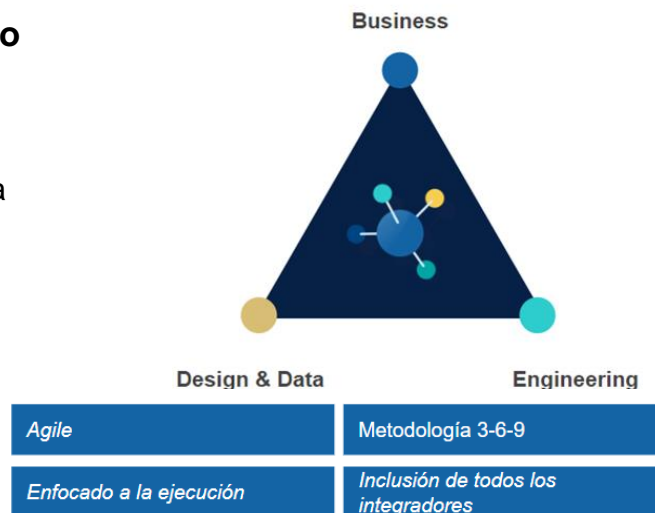 o
Business
a
Design & Data
Engineering
Agile
Metodología 3-6-9
Enfocado a la ejecución
Inclusión de todos los
integradores